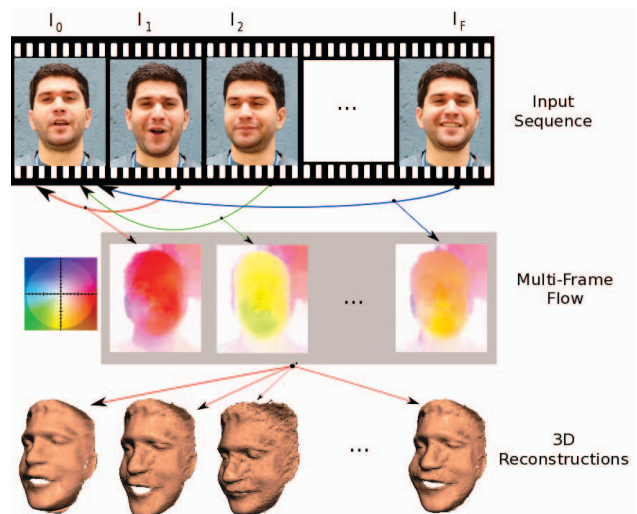 I0
I1
I2
IF
...
Input
Sequence
Multi-Frame
Flow
...
3D
Reconstructions
...